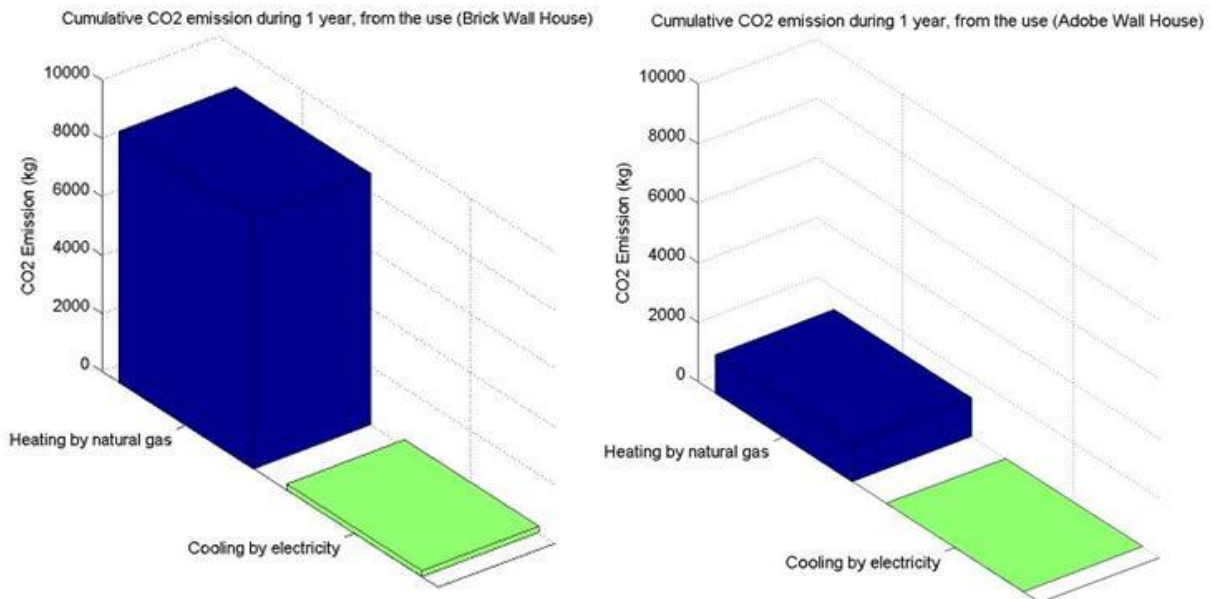 Cumulative CO2 emission during 1 year, from the use (Brick Wall House)
10000
8000
6000
4000
2000
0
CO2 Emission (kg)
Heating by natural gas
Cooling by electricity
Cumulative CO2 emission during 1 year, from the use (Adobe Wall House)
10000
8000
6000
4000
2000
0
CO2 Emission (kg)
Heating by natural gas
Cooling by electricity